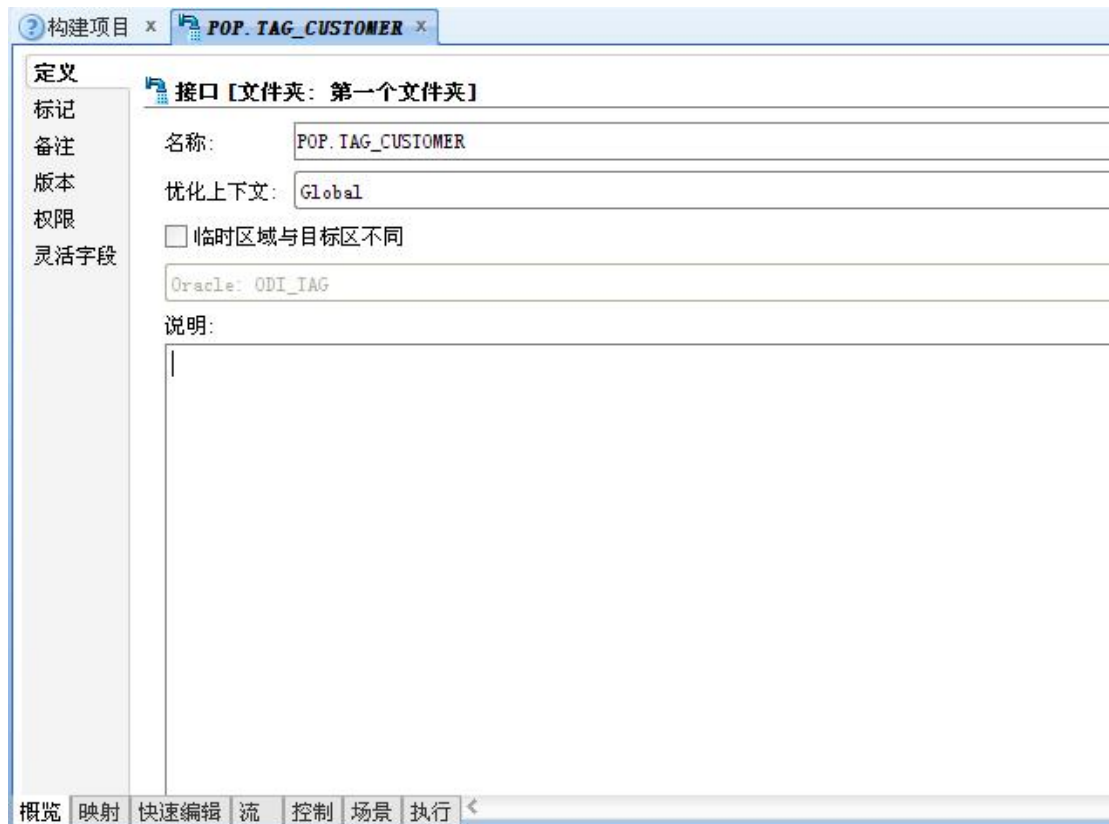 构建项目 x POP.TAG_CUSTOMER x
定义
标记
备注
版本
权限
灵活字段
接口 [文件夹: 第一个文件夹]
名称: POP.TAG_CUSTOMER
优化上下文: Global
临时区域与目标区不同
Oracle: ODI_TAG
说明:
概览 映射 快速编辑 流 控制 场景 执行